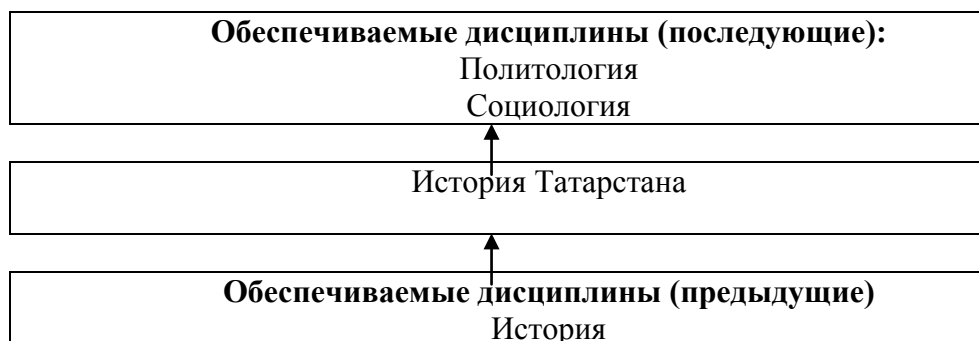 Обеспечиваемые дисциплины (последующие):
Политология
Социология
История Татарстана
Обеспечиваемые дисциплины (предыдущие)
История